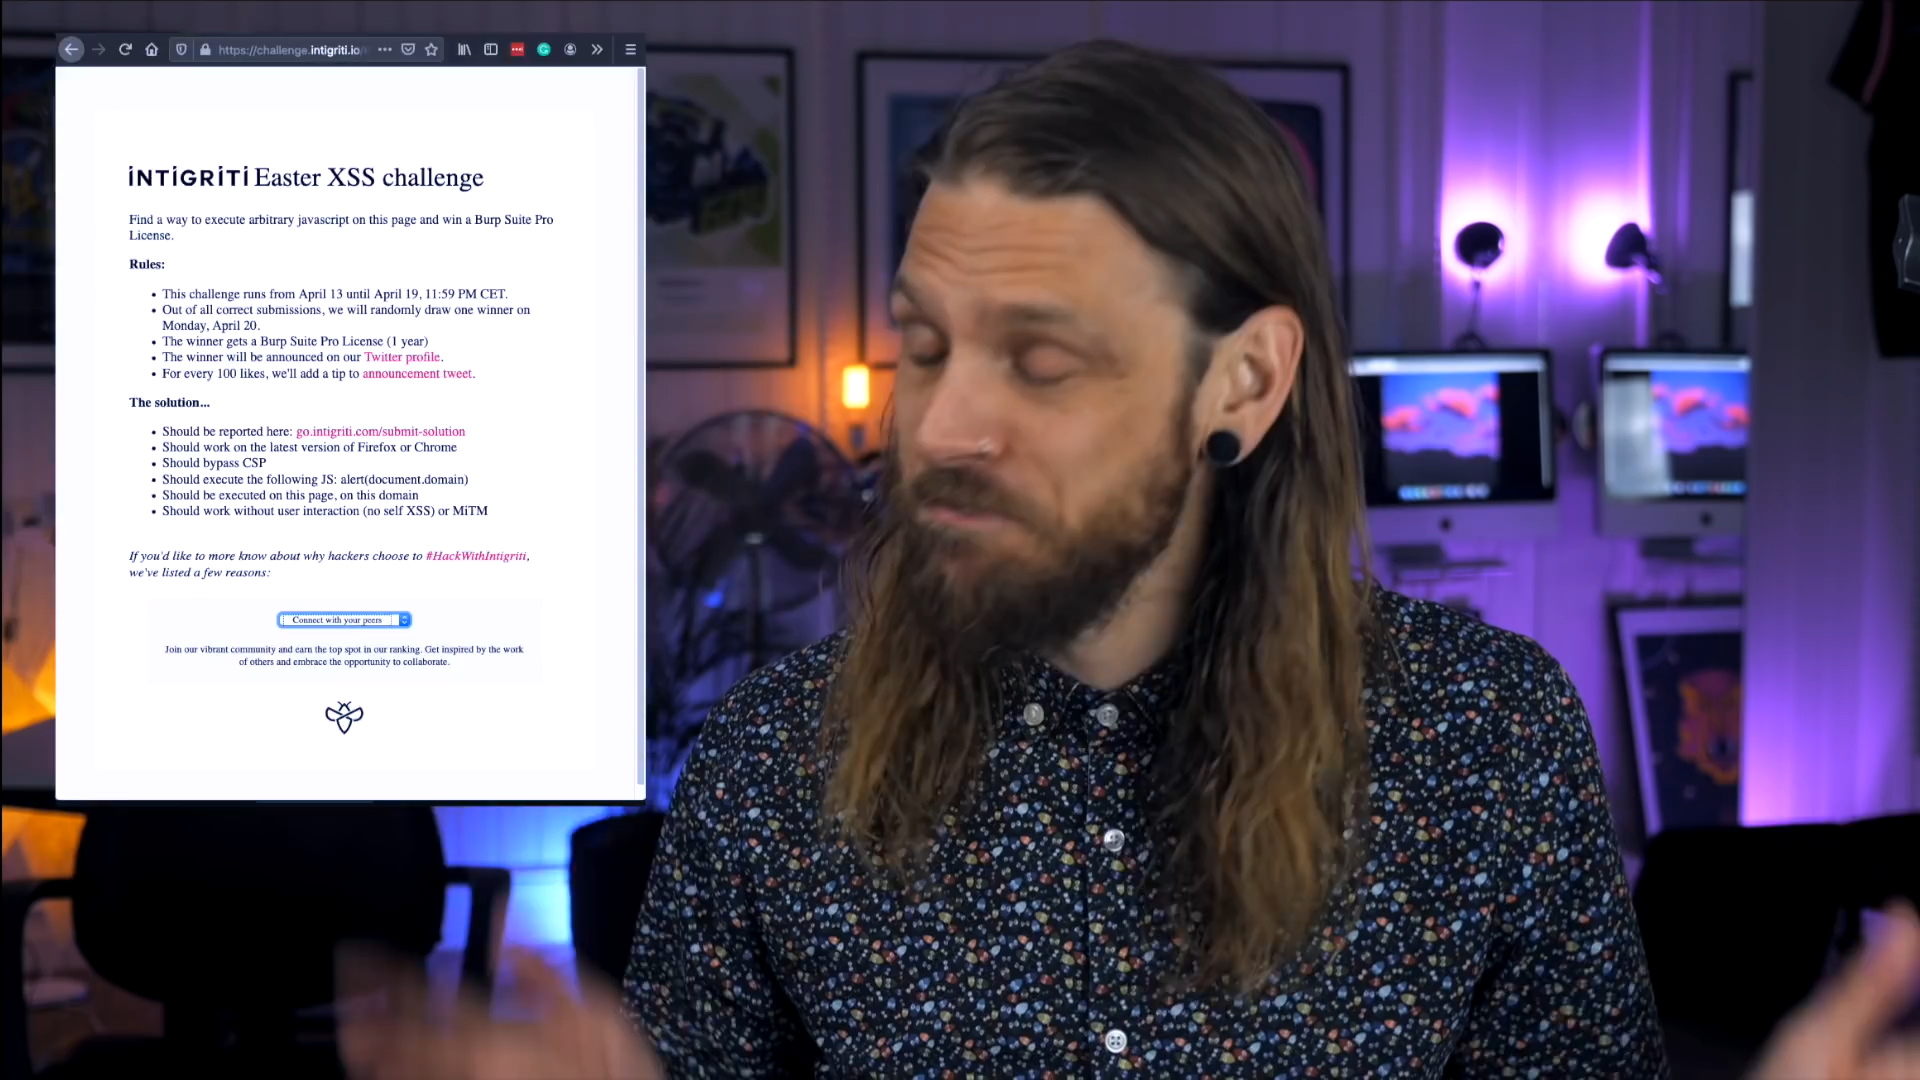 https://challenge.intigriti.io/
iNTiGRiTi Easter XSS challenge
Find a way to execute arbitrary javascript on this page and win a Burp Suite Pro
License.
Rules:
• This challenge runs from April 13 until April 19, 11:59 PM CET.
• Out of all correct submissions, we will randomly draw one winner on
Monday, April 20.
• The winner gets a Burp Suite Pro License (1 year)
• The winner will be announced on our Twitter profile.
• For every 100 likes, we'll add a tip to announcement tweet.
The solution...
• Should be reported here: go.intigriti.com/submit-solution
• Should work on the latest version of Firefox or Chrome
• Should bypass CSP
• Should execute the following JS: alert(document.domain)
• Should be executed on this page, on this domain
• Should work without user interaction (no self XSS) or MiTM
If you'd like to more know about why hackers choose to #HackWithIntigriti,
we've listed a few reasons:
Connect with your peers
Join our vibrant community and earn the top spot in our ranking. Get inspired by the work
of others and embrace the opportunity to collaborate.